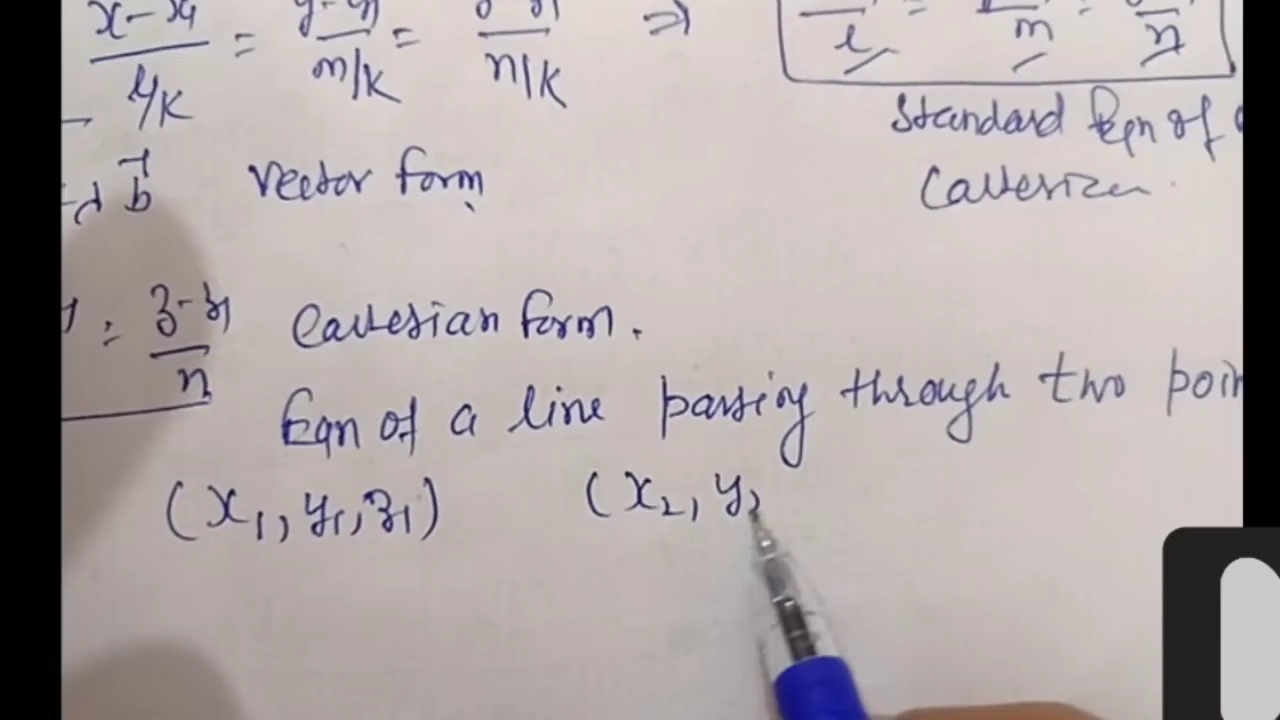 x-x1/l/K = y-y1/m/K = z-z1/n/K ⇒ l = m = n
Standard Eqn of
Cartesian.
+λ b Vector form
= z-z1/n Cartesian form.
Eqn of a line passing through two poin
(x1, y1, z1) (x2, y2